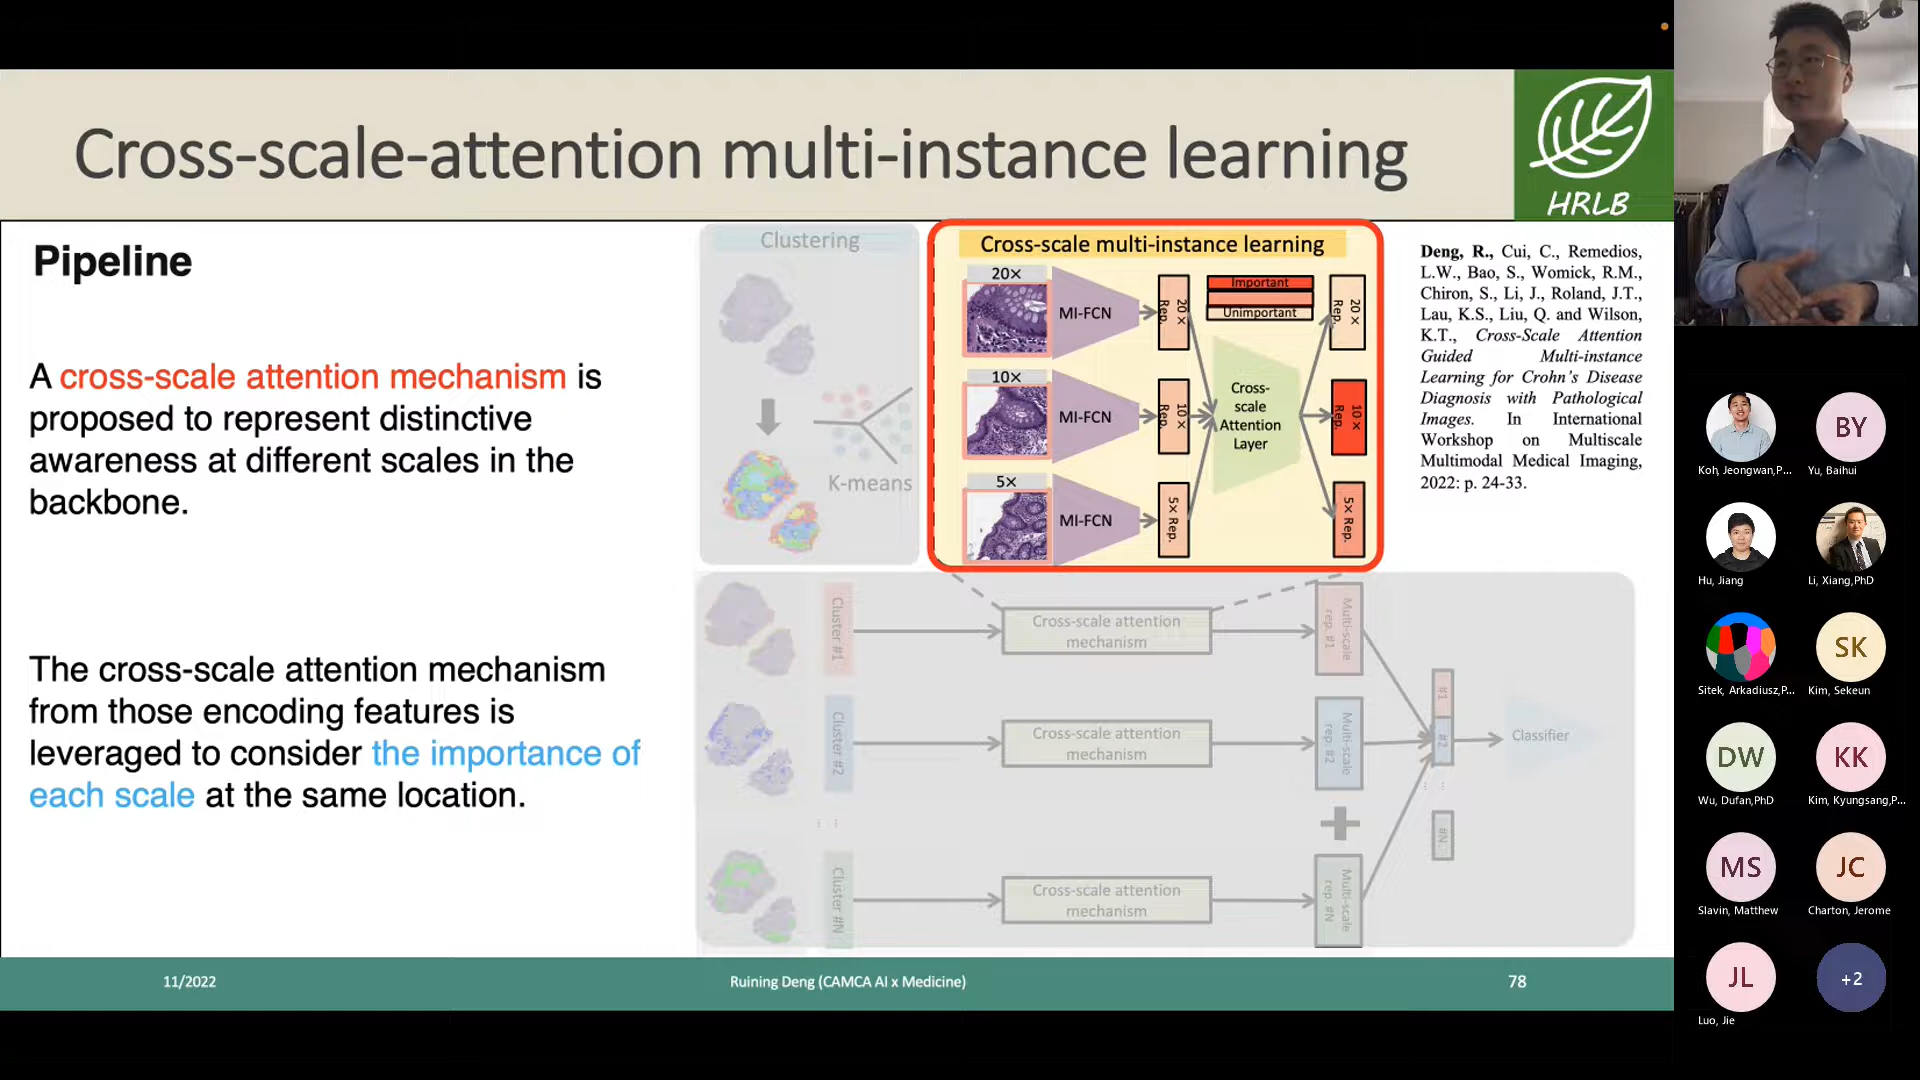 Cross-scale-attention multi-instance learning
HRLB
Pipeline
A cross-scale attention mechanism is
proposed to represent distinctive
awareness at different scales in the
backbone.
The cross-scale attention mechanism
from those encoding features is
leveraged to consider the importance of
each scale at the same location.
Clustering
K-means
Cross-scale multi-instance learning
20×
MI-FCN
20 ×
Rep.
Important
Unimportant
20 ×
Rep.
10×
MI-FCN
10 ×
Rep.
Cross-
scale
Attention
Layer
10 ×
Rep.
5×
MI-FCN
5× Rep.
5× Rep.
Deng, R., Cui, C., Remedios,
L.W., Bao, S., Womick, R.M.,
Chiron, S., Li, J., Roland, J.T.,
Lau, K.S., Liu, Q. and Wilson,
K.T., Cross-Scale Attention
Guided Multi-instance
Learning for Crohn's Disease
Diagnosis with Pathological
Images. In International
Workshop on Multiscale
Multimodal Medical Imaging,
2022: p. 24-33.
Cluster #1
Cross-scale attention
mechanism
Multi-scale
rep. #1
Cluster #2
Cross-scale attention
mechanism
Multi-scale
rep. #2
Cluster #N
Cross-scale attention
mechanism
Multi-scale
rep. #N
#1
#2
#N
Classifier
11/2022
Ruining Deng (CAMCA AI x Medicine)
78
Koh, Jeongwan,P...
BY
Yu, Baihui
Hu, Jiang
Li, Xiang,PhD
Sitek, Arkadiusz,P...
SK
Kim, Sekeun
DW
Wu, Dufan,PhD
KK
Kim, Kyungsang,P...
MS
Slavin, Matthew
JC
Charton, Jerome
JL
Luo, Jie
+2